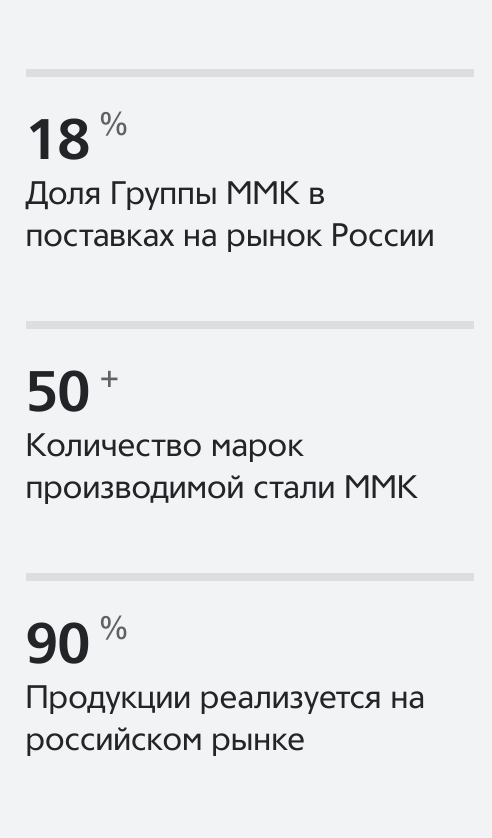 18 %
Доля Группы ММК в
поставках на рынок России
50 +
Количество марок
производимой стали ММК
90 %
Продукции реализуется на
российском рынке